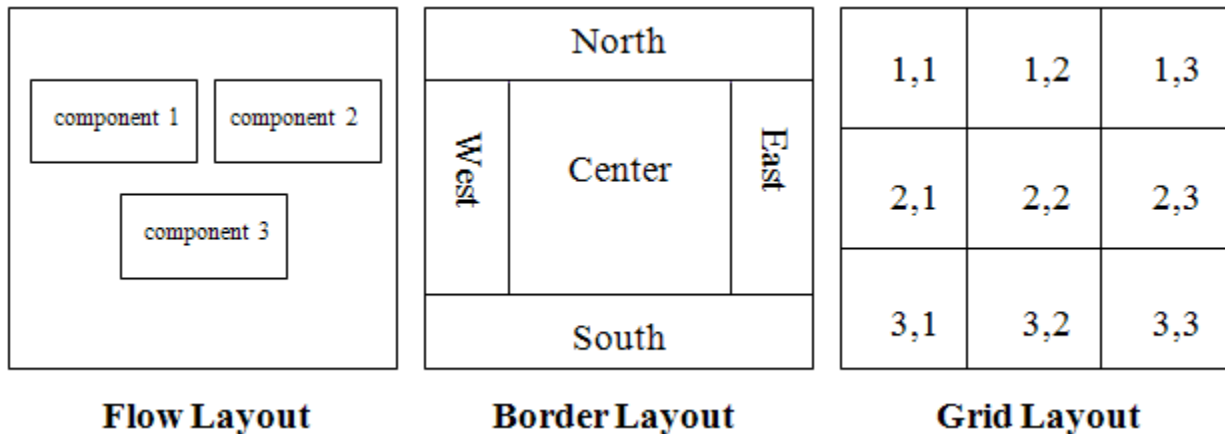 component 1
component 2
component 3
Flow Layout
North
West
Center
East
South
Border Layout
1,1 1,2 1,3
2,1 2,2 2,3
3,1 3,2 3,3
Grid Layout